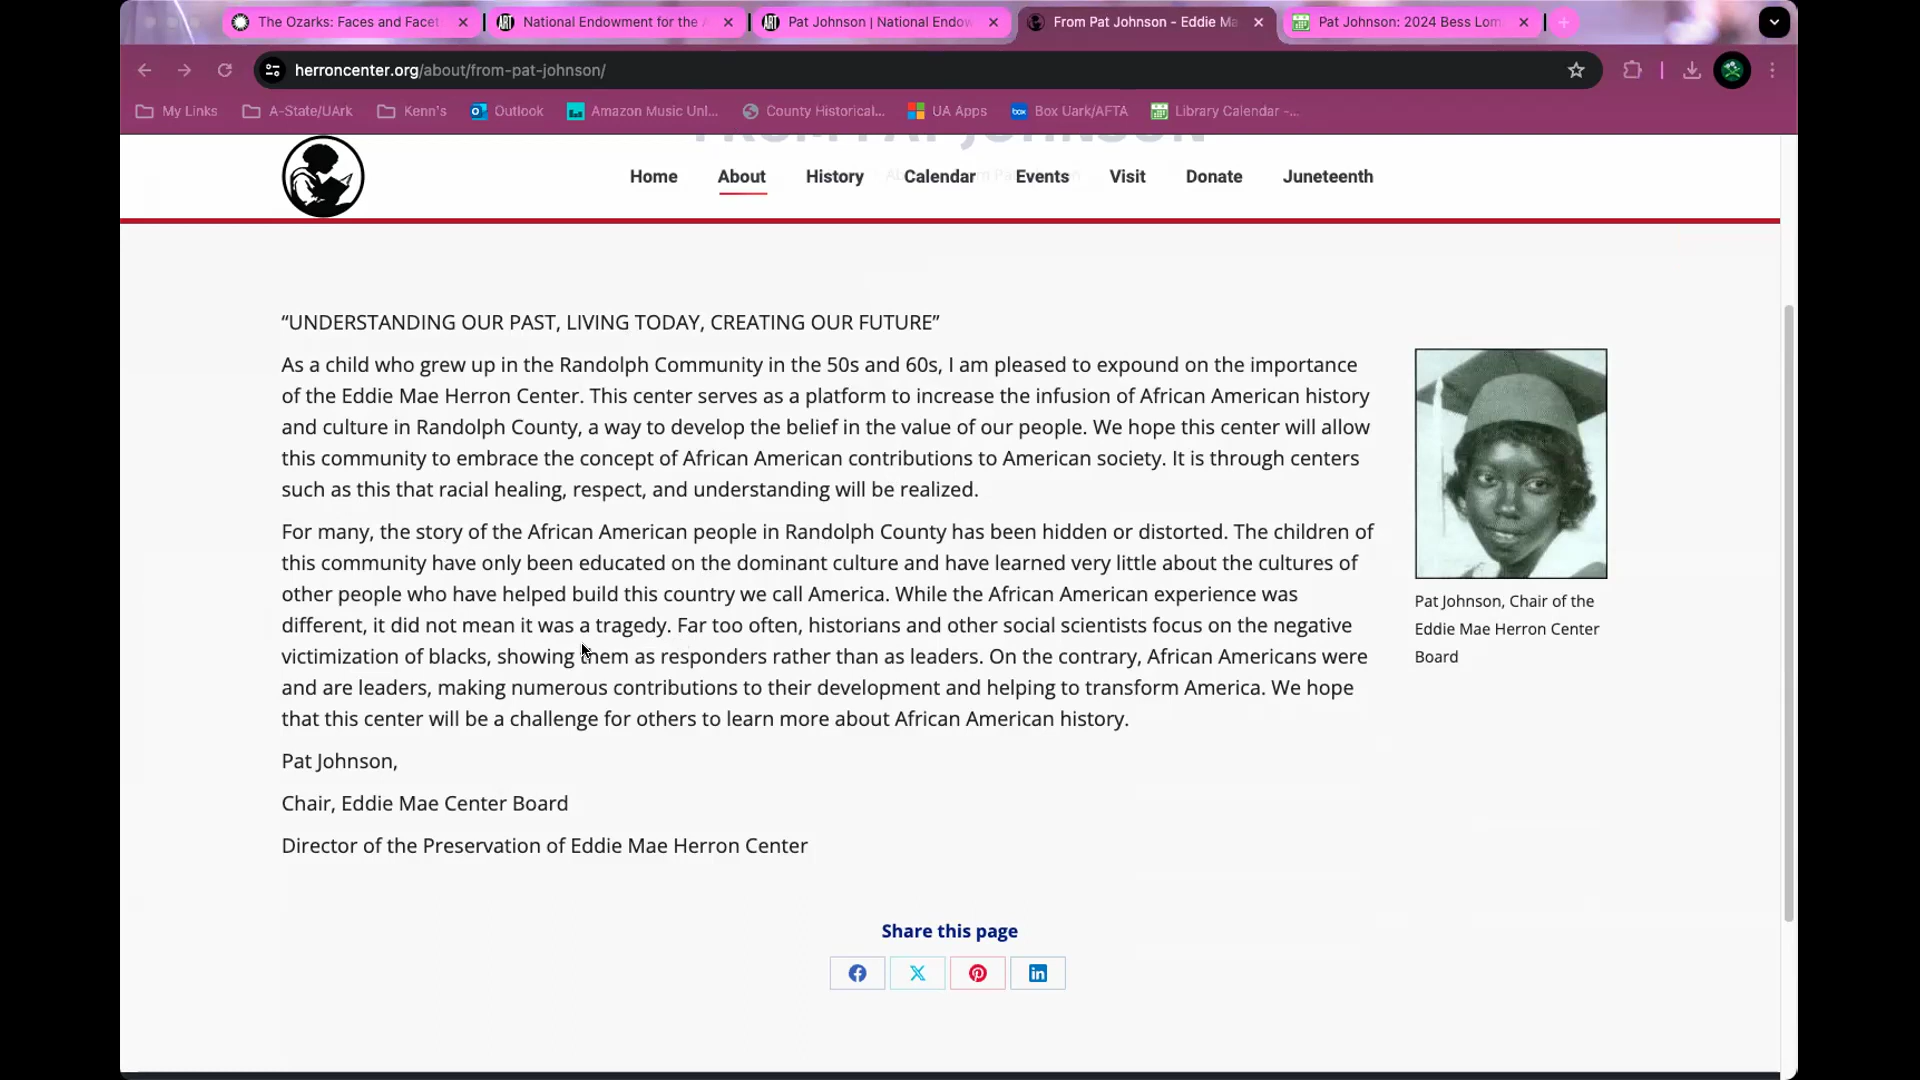 The Ozarks: Faces and Facet
National Endowment for the A
Pat Johnson | National Endow
From Pat Johnson - Eddie Ma
Pat Johnson: 2024 Bess Lom
herroncenter.org/about/from-pat-johnson/
My Links
A-State/UArk
Kenn's
Outlook
Amazon Music Unl...
County Historical...
UA Apps
Box Uark/AFTA
Library Calendar -...
FROM PAT JOHNSON
Home
About
History
Calendar
Events
Visit
Donate
Juneteenth
“UNDERSTANDING OUR PAST, LIVING TODAY, CREATING OUR FUTURE”
As a child who grew up in the Randolph Community in the 50s and 60s, I am pleased to expound on the importance
of the Eddie Mae Herron Center. This center serves as a platform to increase the infusion of African American history
and culture in Randolph County, a way to develop the belief in the value of our people. We hope this center will allow
this community to embrace the concept of African American contributions to American society. It is through centers
such as this that racial healing, respect, and understanding will be realized.
For many, the story of the African American people in Randolph County has been hidden or distorted. The children of
this community have only been educated on the dominant culture and have learned very little about the cultures of
other people who have helped build this country we call America. While the African American experience was
different, it did not mean it was a tragedy. Far too often, historians and other social scientists focus on the negative
victimization of blacks, showing them as responders rather than as leaders. On the contrary, African Americans were
and are leaders, making numerous contributions to their development and helping to transform America. We hope
that this center will be a challenge for others to learn more about African American history.
Pat Johnson,
Chair, Eddie Mae Center Board
Director of the Preservation of Eddie Mae Herron Center
Pat Johnson, Chair of the
Eddie Mae Herron Center
Board
Share this page